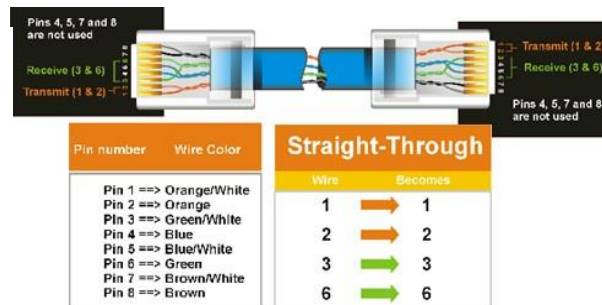 Pins 4, 5, 7 and 8
are not used
Receive (3 & 6)
Transmit (1 & 2)
Transmit (1 & 2)
Receive (3 & 6)
Pins 4, 5, 7 and 8
are not used
Pin number Wire Color
Pin 1 ==> Orange/White
Pin 2 ==> Orange
Pin 3 ==> Green/White
Pin 4 ==> Blue
Pin 5 ==> Blue/White
Pin 6 ==> Green
Pin 7 ==> Brown/White
Pin 8 ==> Brown
Straight-Through
Wire Becomes
1 1
2 2
3 3
6 6